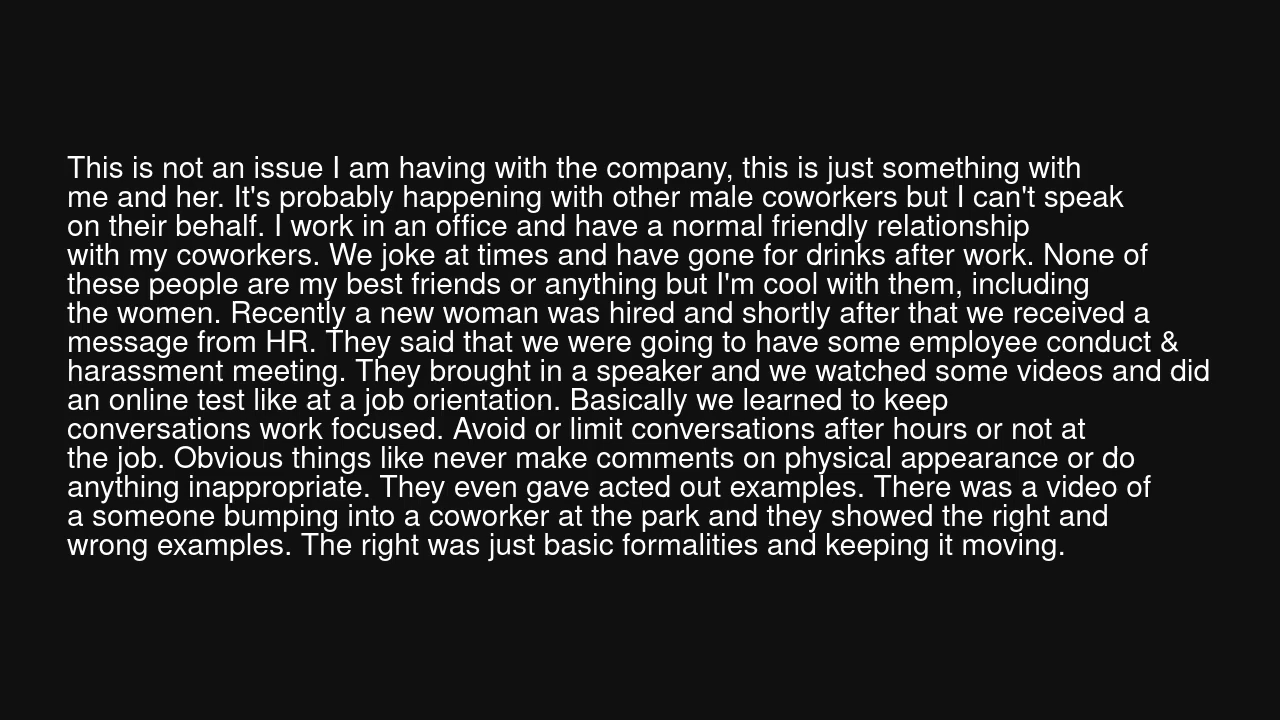 This is not an issue I am having with the company, this is just something with
me and her. It's probably happening with other male coworkers but I can't speak
on their behalf. I work in an office and have a normal friendly relationship
with my coworkers. We joke at times and have gone for drinks after work. None of
these people are my best friends or anything but I'm cool with them, including
the women. Recently a new woman was hired and shortly after that we received a
message from HR. They said that we were going to have some employee conduct &
harassment meeting. They brought in a speaker and we watched some videos and did
an online test like at a job orientation. Basically we learned to keep
conversations work focused. Avoid or limit conversations after hours or not at
the job. Obvious things like never make comments on physical appearance or do
anything inappropriate. They even gave acted out examples. There was a video of
a someone bumping into a coworker at the park and they showed the right and
wrong examples. The right was just basic formalities and keeping it moving.